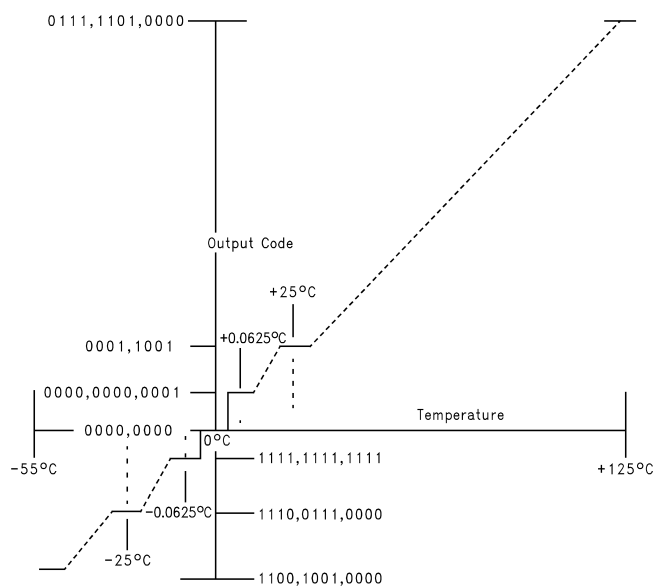 0111,1101,0000
Output Code
+25°C
+0.0625°C
0001,1001
0000,0000,0001
Temperature
0000,0000
0°C
-55°C
1111,1111,1111
+125°C
-0.0625°C
1110,0111,0000
-25°C
1100,1001,0000